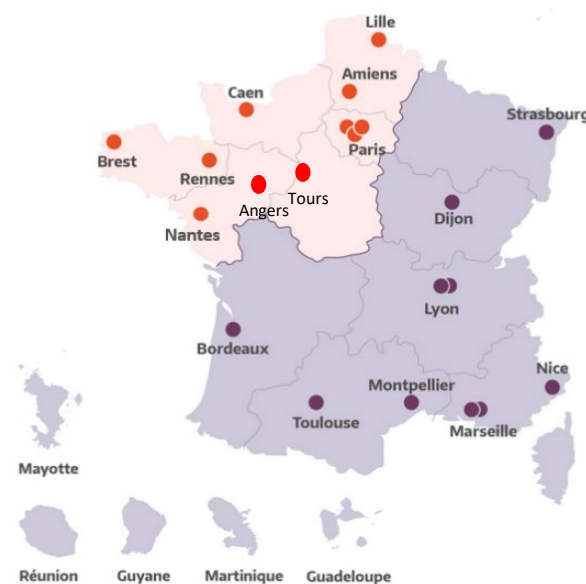 Lille
Amiens
Caen
Strasbourg
Paris
Brest
Rennes
Tours
Angers
Dijon
Nantes
Lyon
Bordeaux
Nice
Montpellier
Toulouse
Marseille
Mayotte
Réunion
Guyane
Martinique
Guadeloupe